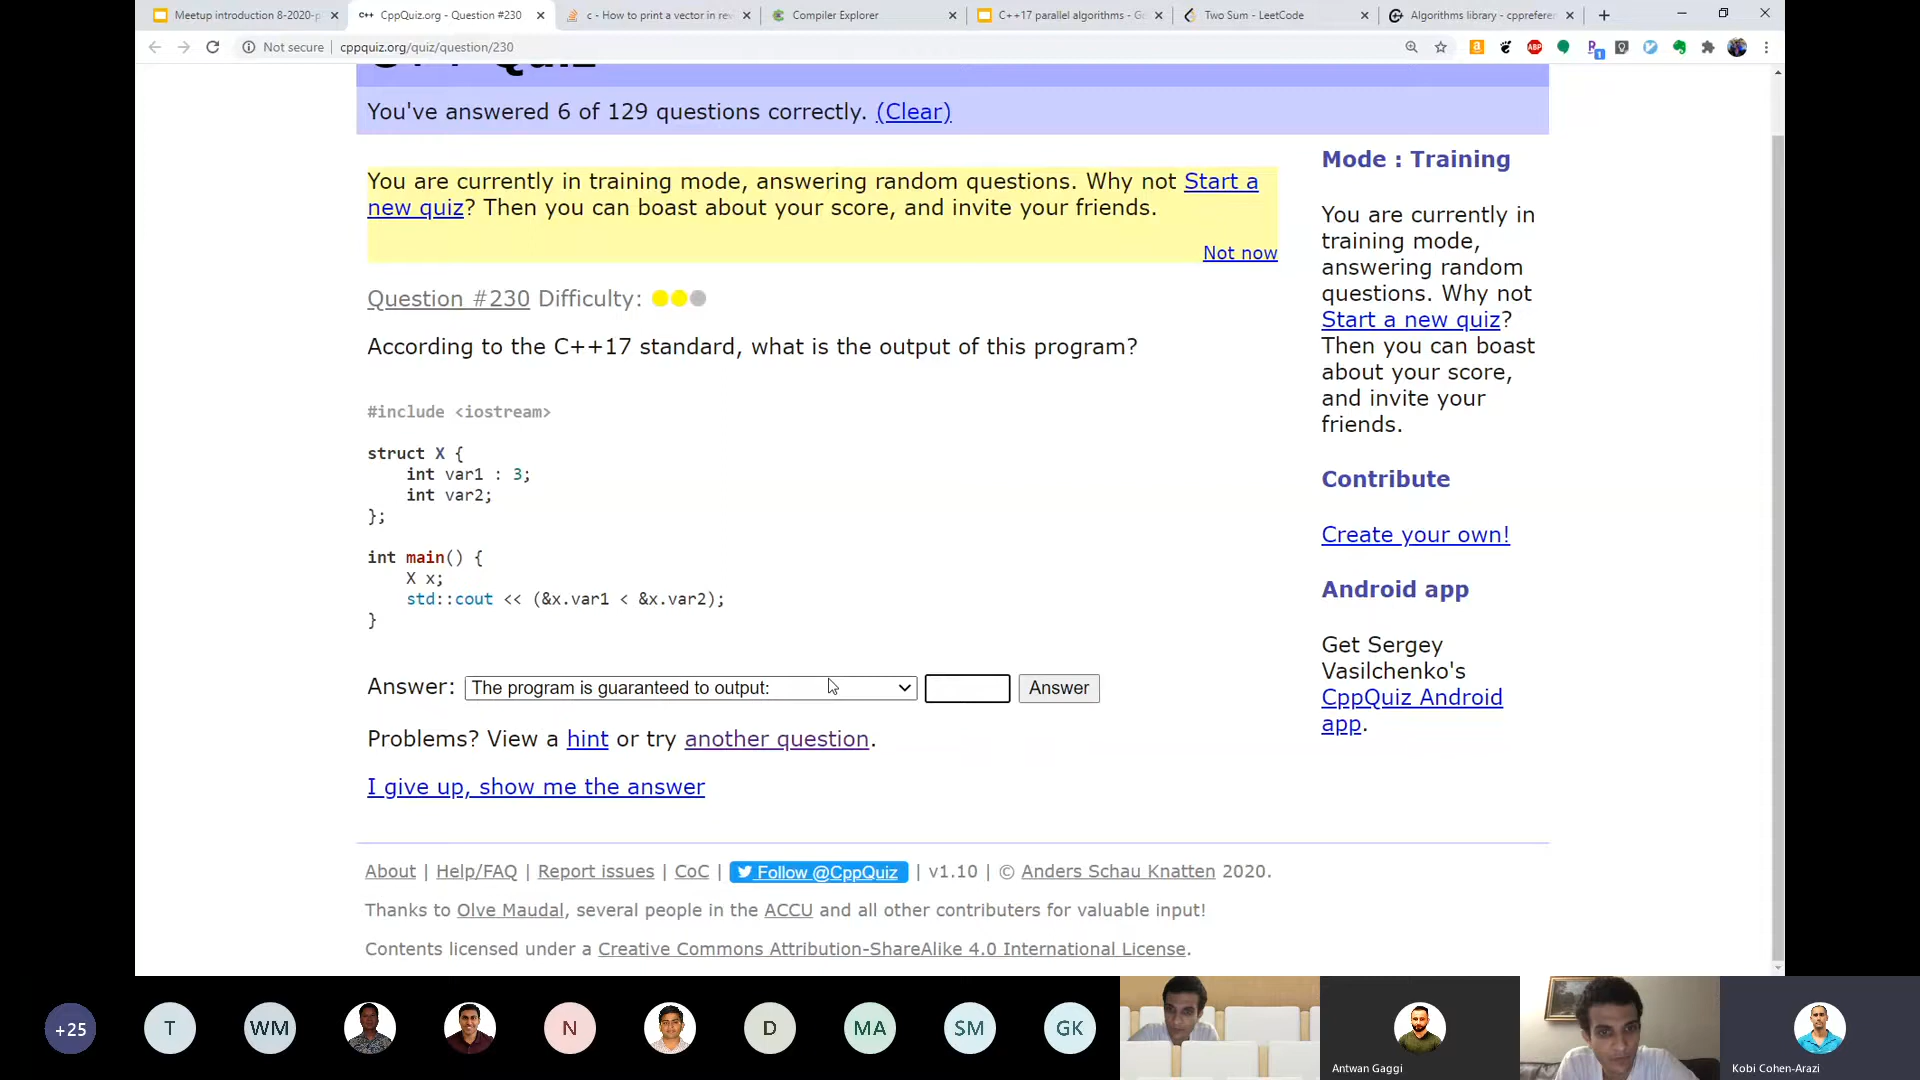 Meetup introduction 8-2020-p
CppQuiz.org - Question #230
c - How to print a vector in rev
Compiler Explorer
C++17 parallel algorithms - G
Two Sum - LeetCode
Algorithms library - cpprefere
Not secure
cppquiz.org/quiz/question/230
You've answered 6 of 129 questions correctly. (Clear)
You are currently in training mode, answering random questions. Why not Start a
new quiz? Then you can boast about your score, and invite your friends.
Not now
Question #230 Difficulty:
According to the C++17 standard, what is the output of this program?
#include <iostream>
struct X {
    int var1 : 3;
    int var2;
};
int main() {
    X x;
    std::cout << (&x.var1 < &x.var2);
}
Answer: The program is guaranteed to output: Answer
Problems? View a hint or try another question.
I give up, show me the answer
Mode : Training
You are currently in
training mode,
answering random
questions. Why not
Start a new quiz?
Then you can boast
about your score,
and invite your
friends.
Contribute
Create your own!
Android app
Get Sergey
Vasilchenko's
CppQuiz Android
app.
About | Help/FAQ | Report issues | CoC | Follow @CppQuiz | v1.10 | © Anders Schau Knatten 2020.
Thanks to Olve Maudal, several people in the ACCU and all other contributers for valuable input!
Contents licensed under a Creative Commons Attribution-ShareAlike 4.0 International License.
+25
T
WM
N
D
MA
SM
GK
Antwan Gaggi
Kobi Cohen-Arazi